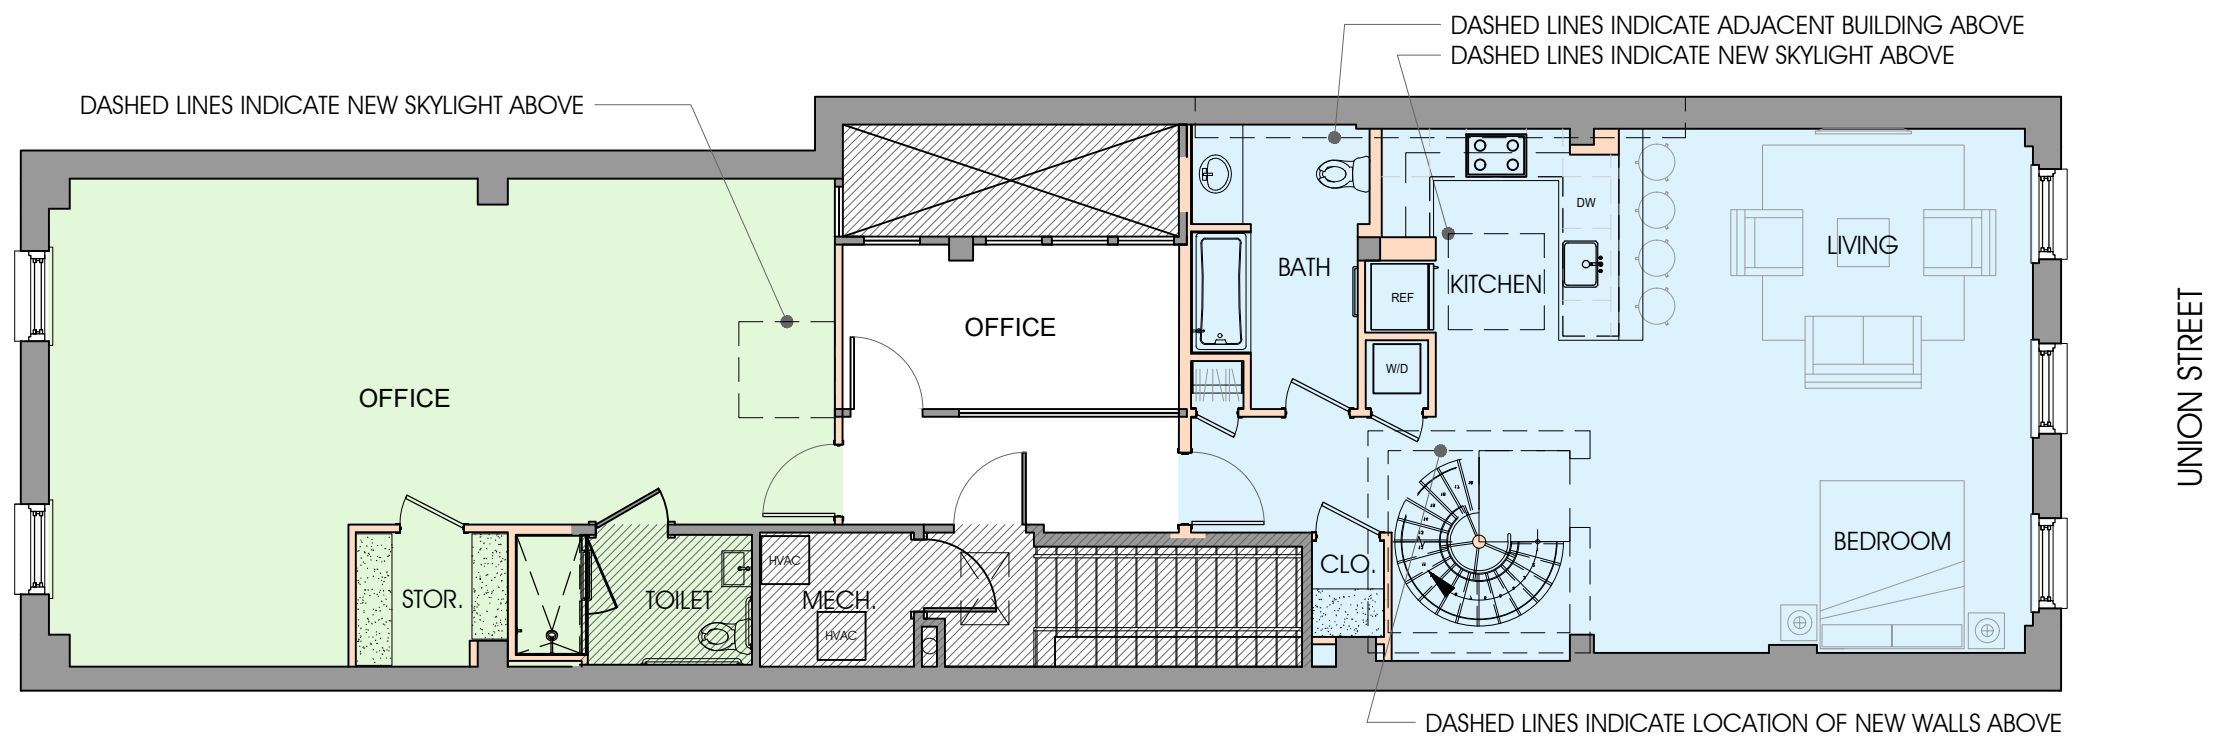 DASHED LINES INDICATE ADJACENT BUILDING ABOVE
DASHED LINES INDICATE NEW SKYLIGHT ABOVE
DASHED LINES INDICATE NEW SKYLIGHT ABOVE
DW
LIVING
BATH
KITCHEN
REF
OFFICE
W/D
OFFICE
UNION STREET
BEDROOM
HVAC
CLO.
STOR.
TOILET
MECH.
HVAC
DASHED LINES INDICATE LOCATION OF NEW WALLS ABOVE